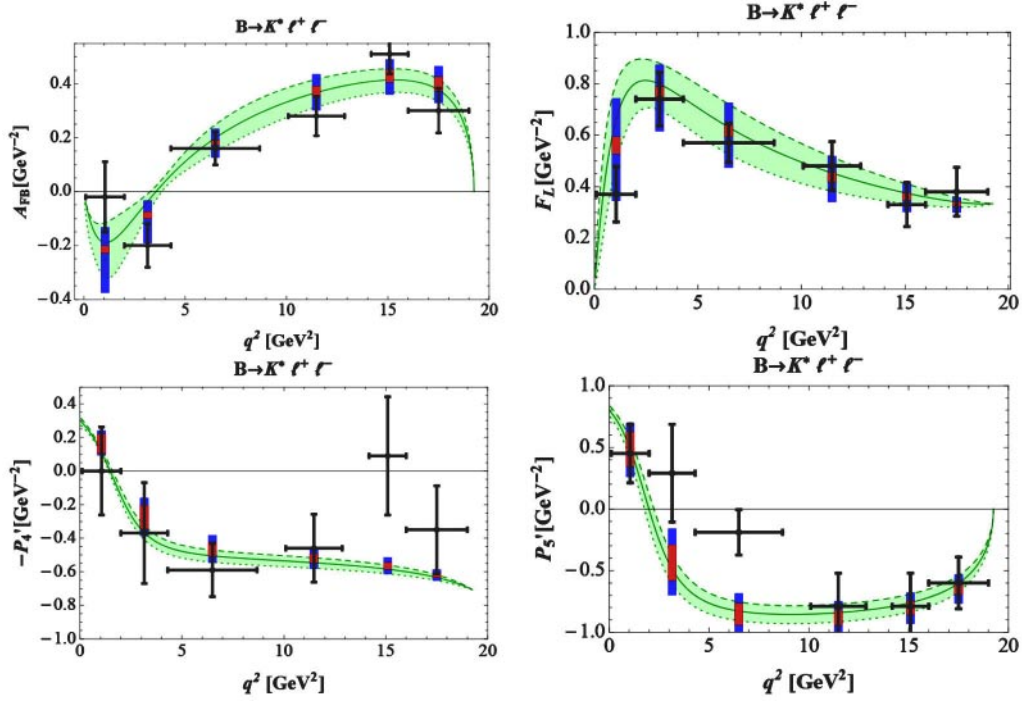 B→K* ℓ⁺ ℓ⁻
A_FB[GeV⁻²]
0.4
0.2
0.0
−0.2
−0.4
0 5 10 15 20
q² [GeV²]
B→K* ℓ⁺ ℓ⁻
F_L[GeV⁻²]
1.0
0.8
0.6
0.4
0.2
0.0
0 5 10 15 20
q² [GeV²]
B→K* ℓ⁺ ℓ⁻
−P₄'[GeV⁻²]
0.4
0.2
0.0
−0.2
−0.4
−0.6
−0.8
−1.0
0 5 10 15 20
q² [GeV²]
B→K* ℓ⁺ ℓ⁻
P₅'[GeV⁻²]
1.0
0.5
0.0
−0.5
−1.0
0 5 10 15 20
q² [GeV²]